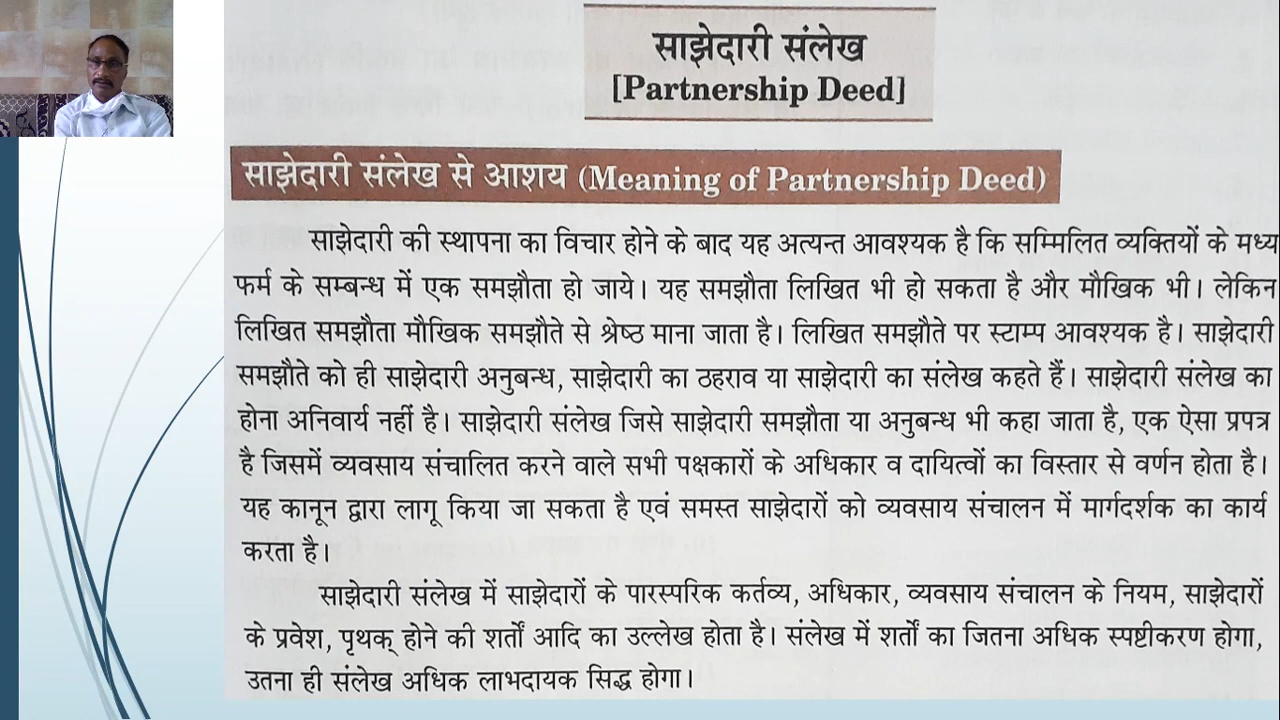 साझेदारी संलेख
[Partnership Deed]
साझेदारी संलेख से आशय (Meaning of Partnership Deed)
साझेदारी की स्थापना का विचार होने के बाद यह अत्यन्त आवश्यक है कि सम्मिलित व्यक्तियों के मध्य
फर्म के सम्बन्ध में एक समझौता हो जाये। यह समझौता लिखित भी हो सकता है और मौखिक भी। लेकिन
लिखित समझौता मौखिक समझौते से श्रेष्ठ माना जाता है। लिखित समझौते पर स्टाम्प आवश्यक है। साझेदारी
समझौते को ही साझेदारी अनुबन्ध, साझेदारी का ठहराव या साझेदारी का संलेख कहते हैं। साझेदारी संलेख का
होना अनिवार्य नहीं है। साझेदारी संलेख जिसे साझेदारी समझौता या अनुबन्ध भी कहा जाता है, एक ऐसा प्रपत्र
है जिसमें व्यवसाय संचालित करने वाले सभी पक्षकारों के अधिकार व दायित्वों का विस्तार से वर्णन होता है।
यह कानून द्वारा लागू किया जा सकता है एवं समस्त साझेदारों को व्यवसाय संचालन में मार्गदर्शक का कार्य
करता है।
साझेदारी संलेख में साझेदारों के पारस्परिक कर्तव्य, अधिकार, व्यवसाय संचालन के नियम, साझेदारों
के प्रवेश, पृथक् होने की शर्तों आदि का उल्लेख होता है। संलेख में शर्तों का जितना अधिक स्पष्टीकरण होगा,
उतना ही संलेख अधिक लाभदायक सिद्ध होगा।